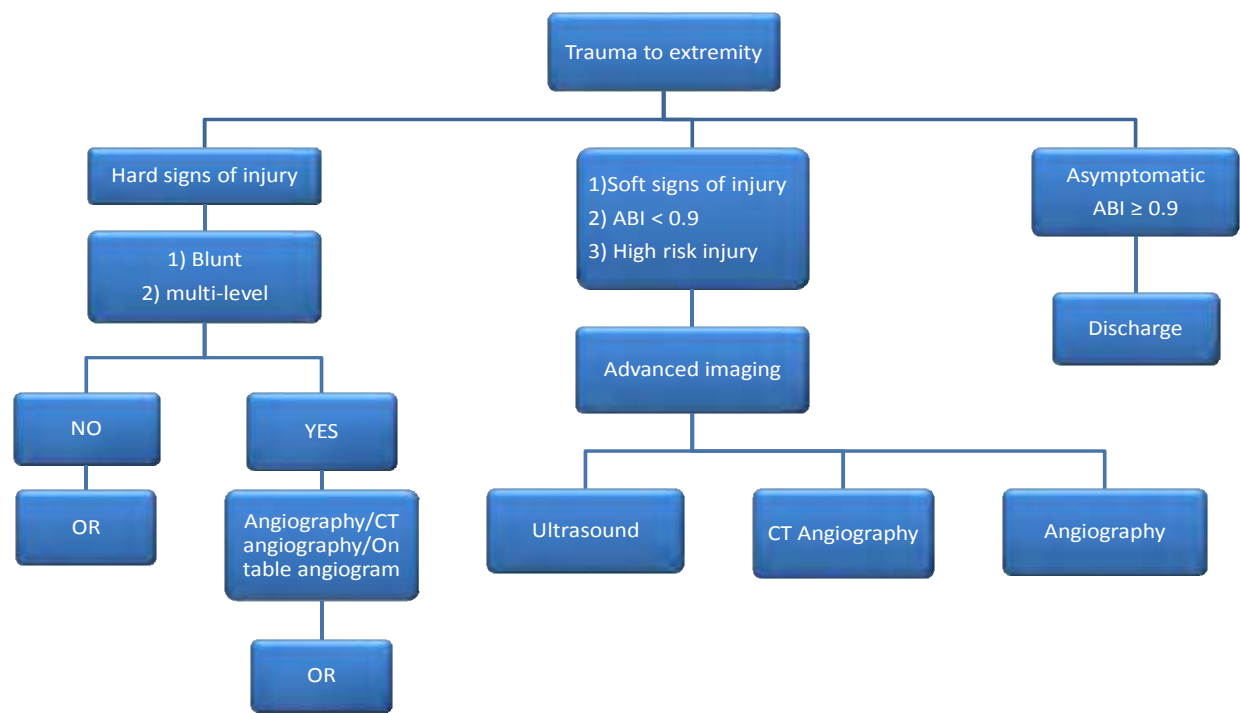 Trauma to extremity
Hard signs of injury
1)Soft signs of injury
2) ABI < 0.9
3) High risk injury
Asymptomatic
ABI ≥ 0.9
1) Blunt
2) multi-level
Discharge
Advanced imaging
NO
YES
OR
Angiography/CT
angiography/On
table angiogram
Ultrasound
CT Angiography
Angiography
OR